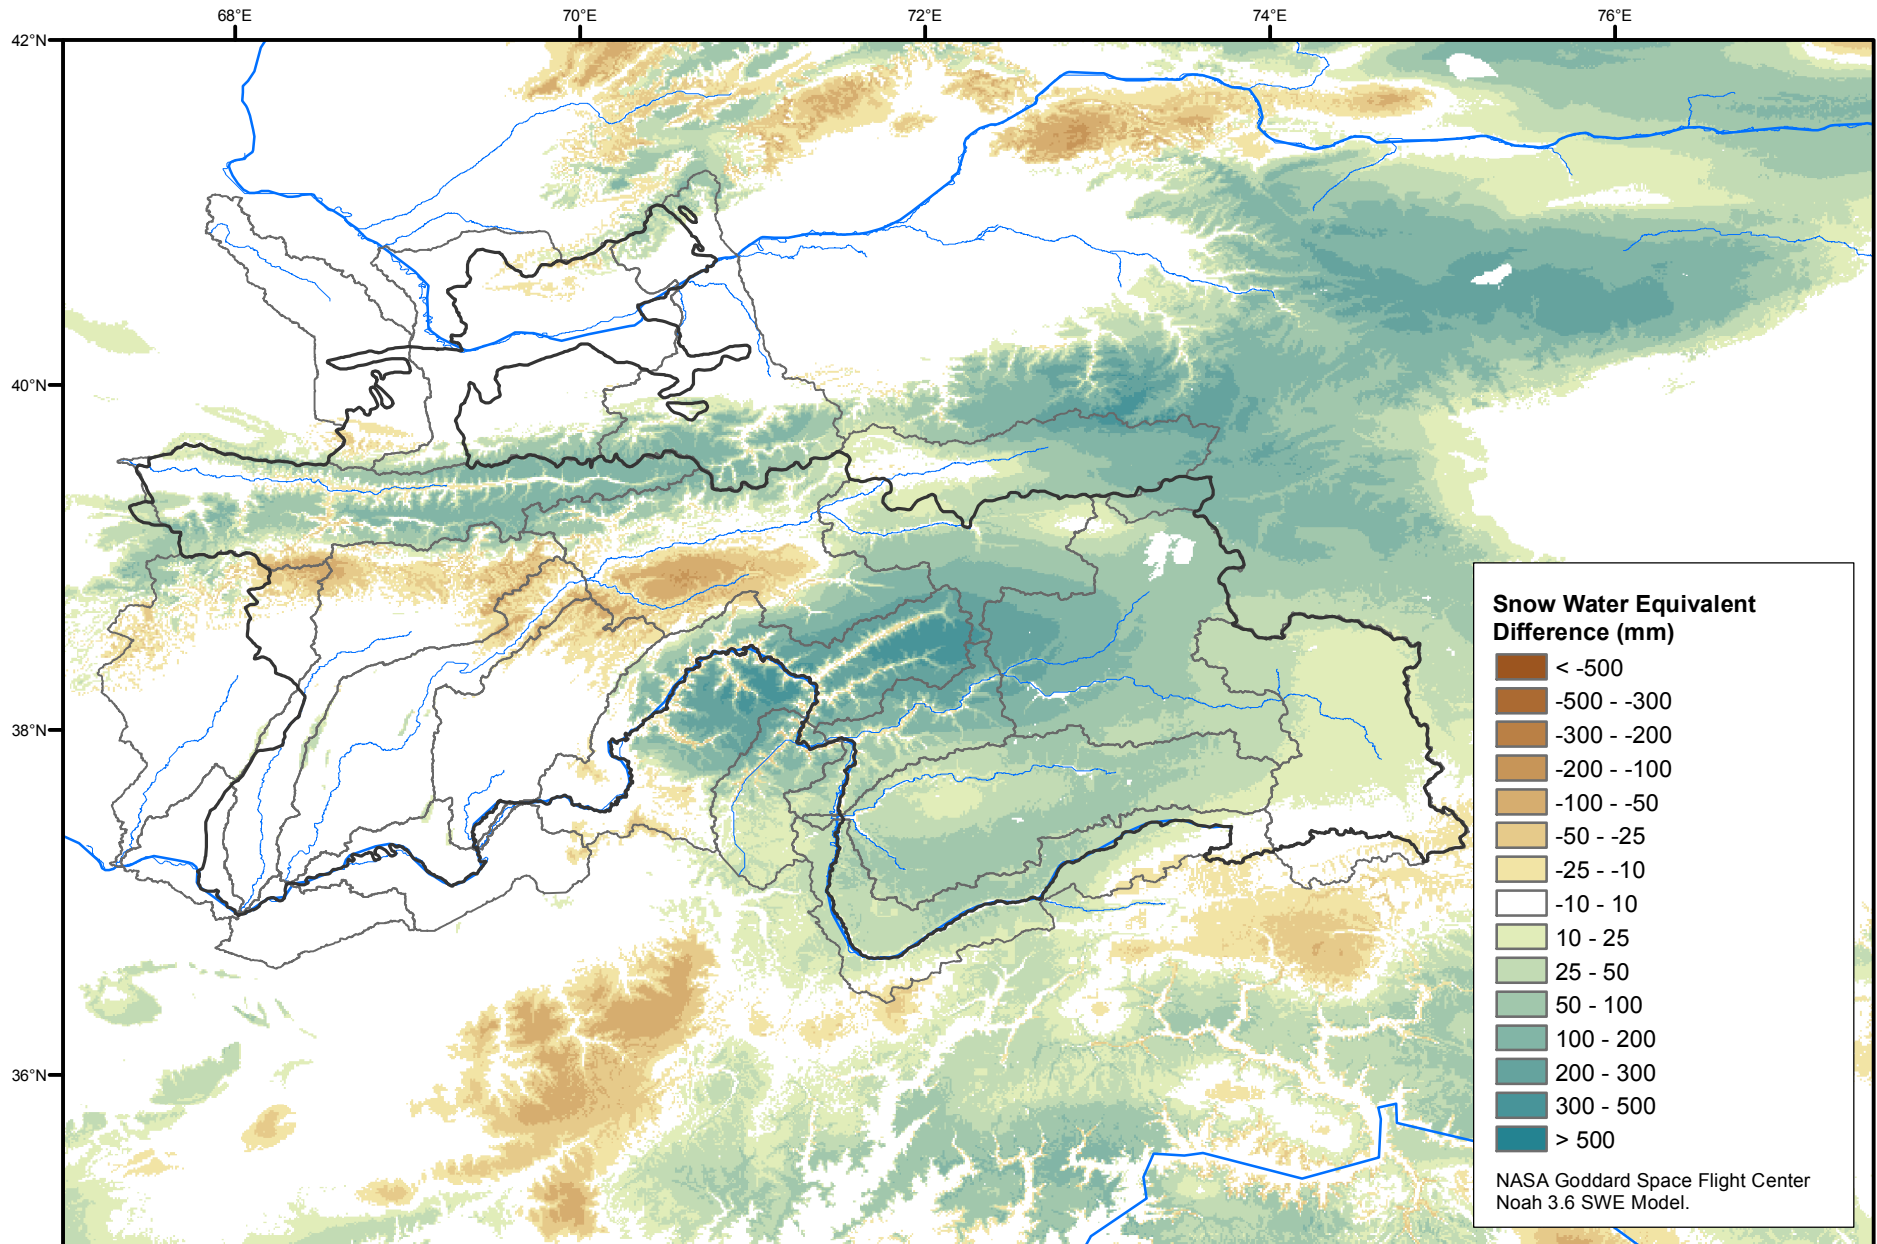 68°E
70°E
72°E
74°E
76°E
42°N
40°N
38°N
36°N
Snow Water Equivalent
Difference (mm)
< -500
-500 - -300
-300 - -200
-200 - -100
-100 - -50
-50 - -25
-25 - -10
-10 - 10
10 - 25
25 - 50
50 - 100
100 - 200
200 - 300
300 - 500
> 500
NASA Goddard Space Flight Center
Noah 3.6 SWE Model.